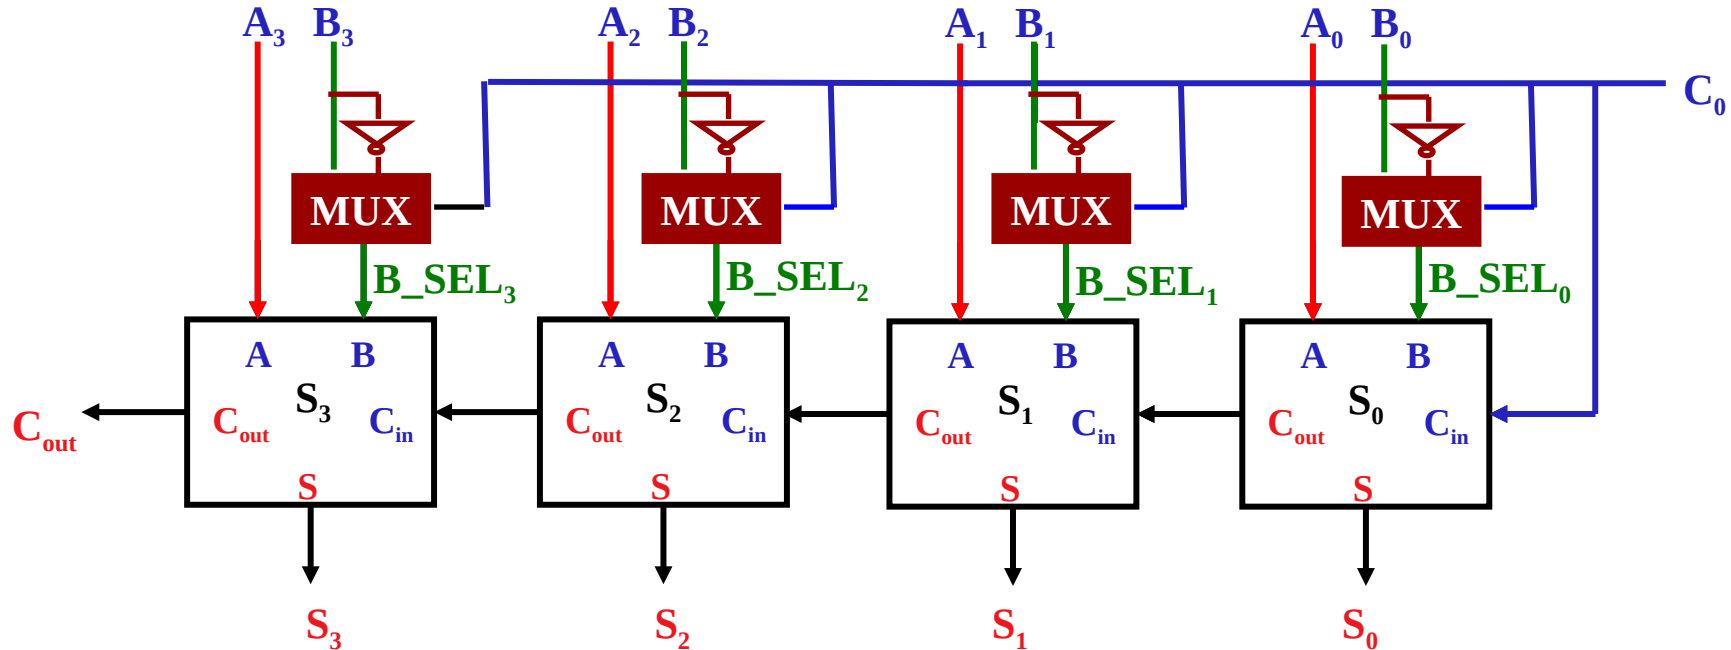 A3 B3 A2 B2 A1 B1 A0 B0
C0
MUX MUX MUX MUX
B_SEL3 B_SEL2 B_SEL1 B_SEL0
A B A B A B A B
S3 S2 S1 S0
Cout Cout Cin Cout Cin Cout Cin Cout Cin
S S S S
S3 S2 S1 S0